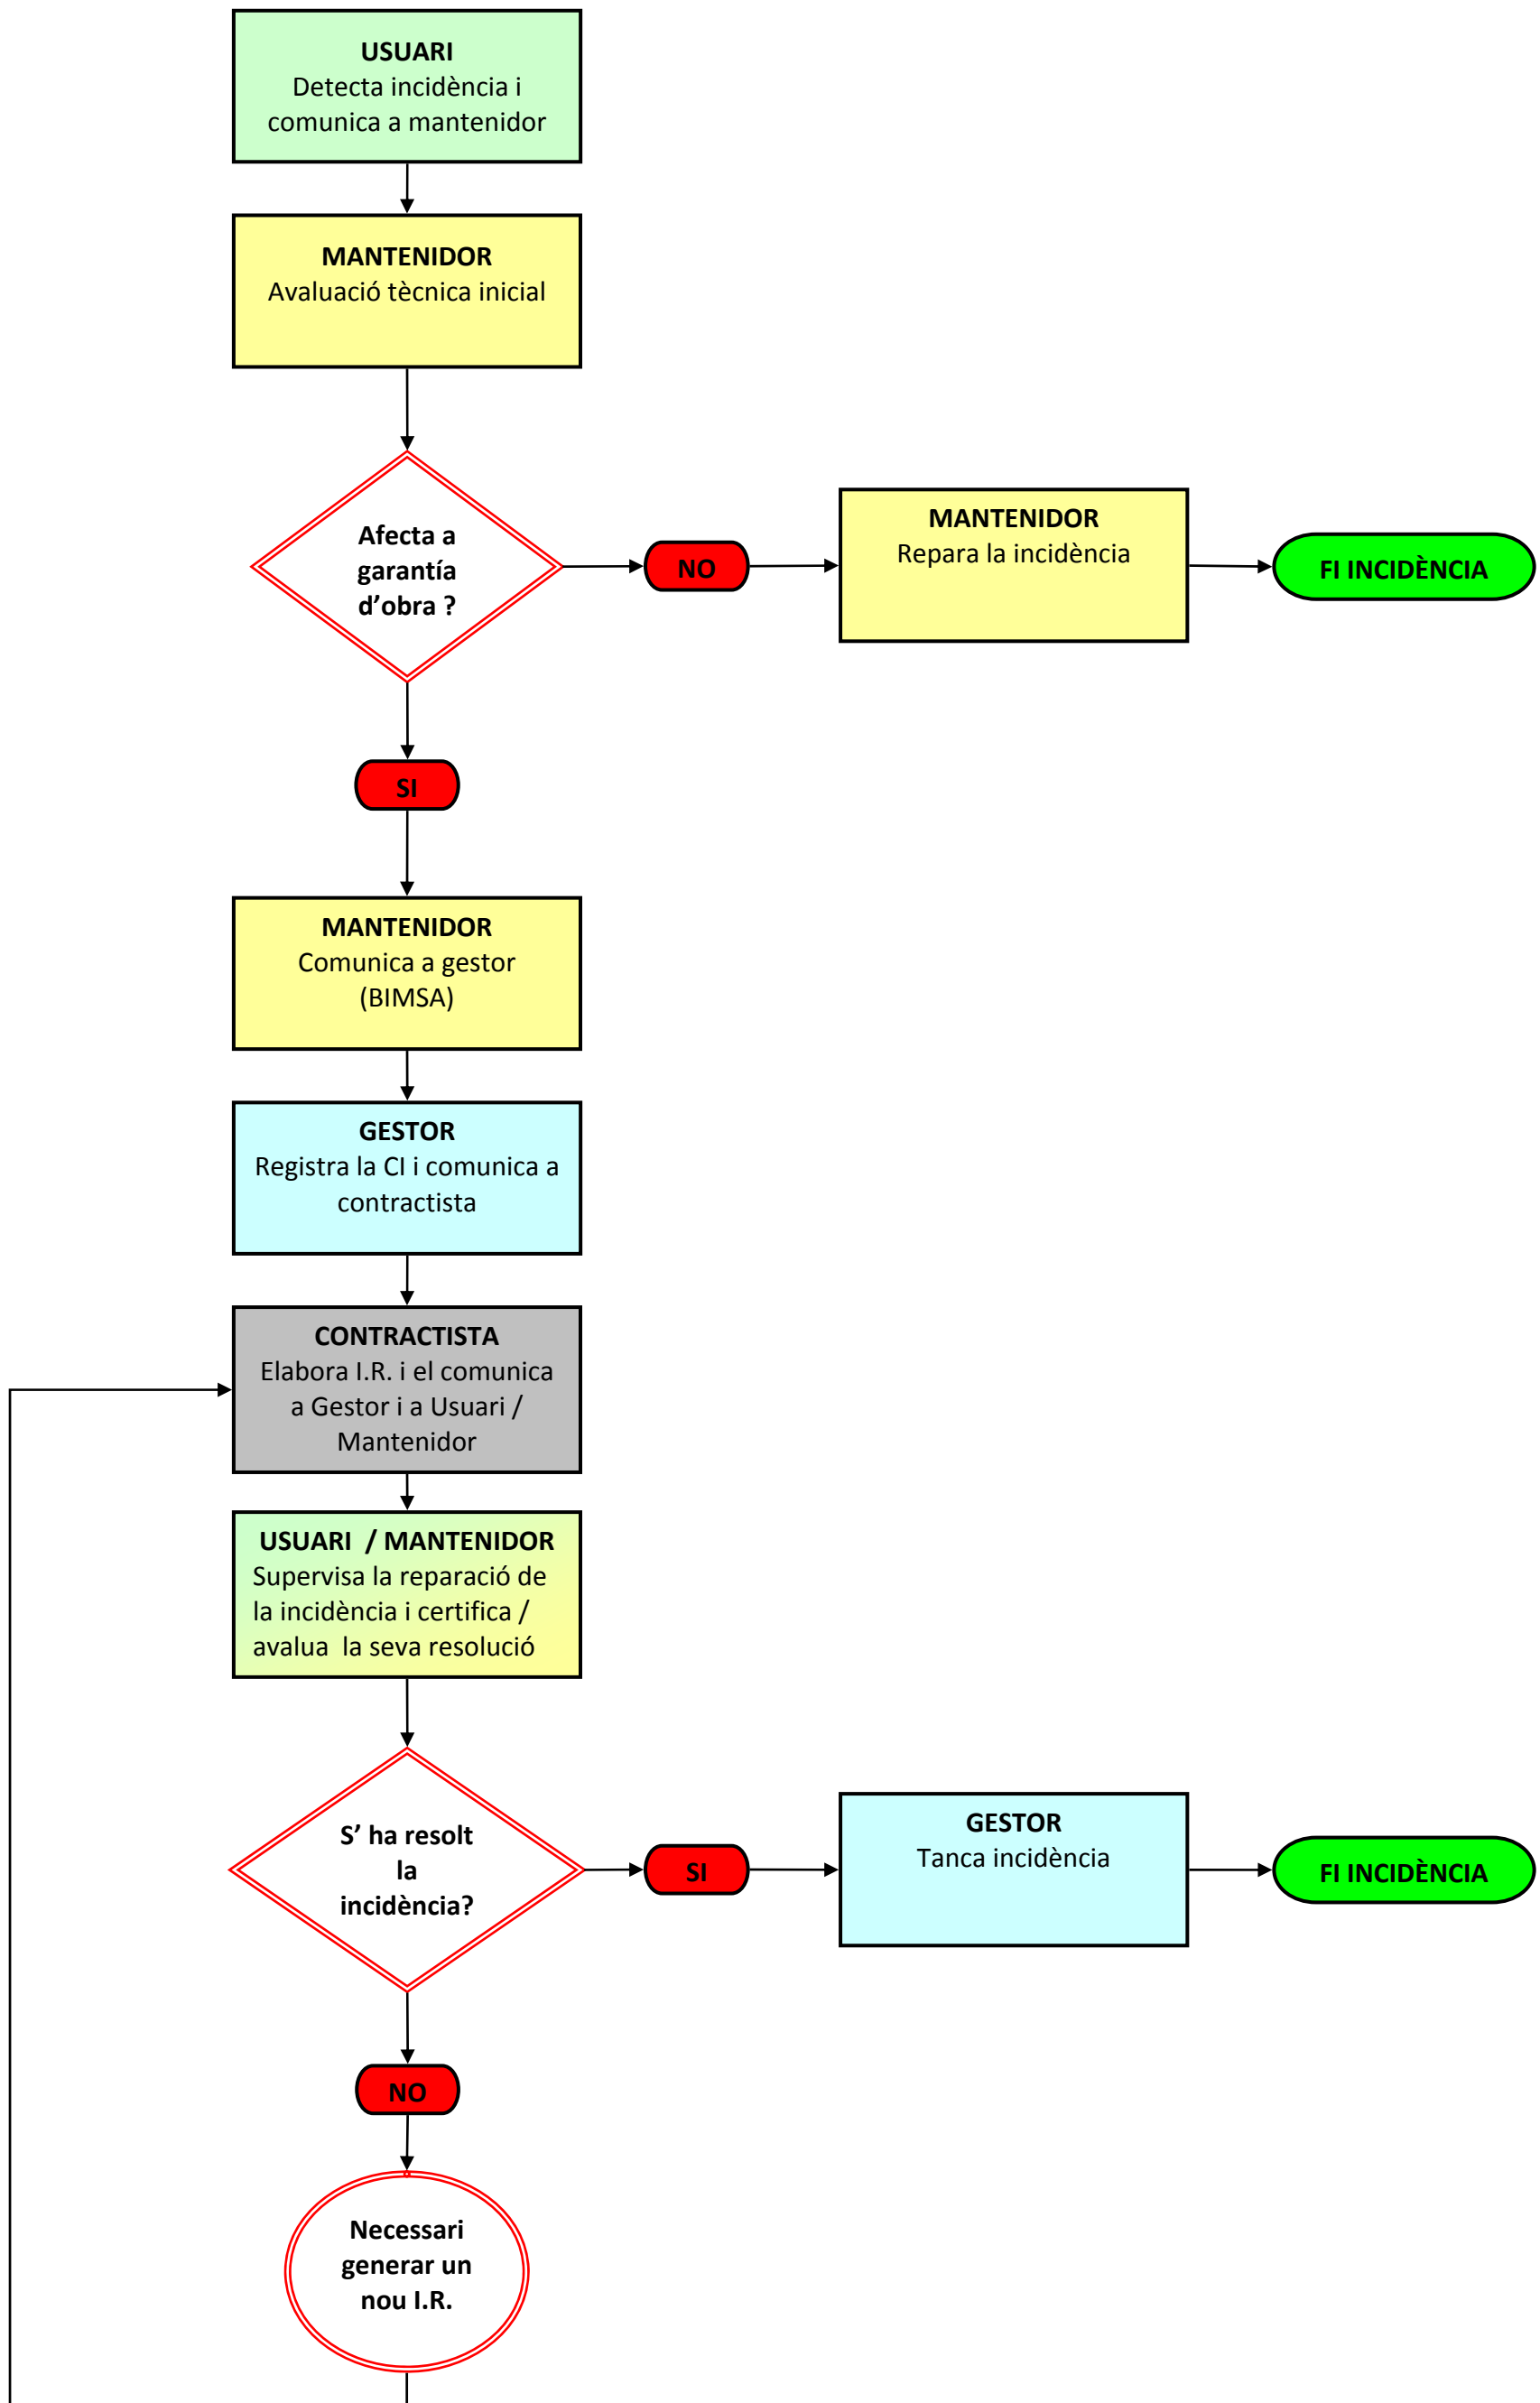 USUARI
Detecta incidència i
comunica a mantenidor
MANTENIDOR
Avaluació tècnica inicial
Afecta a
garantía
d’obra ?
NO
MANTENIDOR
Repara la incidència
FI INCIDÈNCIA
SI
MANTENIDOR
Comunica a gestor
(BIMSA)
GESTOR
Registra la CI i comunica a
contractista
CONTRACTISTA
Elabora I.R. i el comunica
a Gestor i a Usuari /
Mantenidor
USUARI / MANTENIDOR
Supervisa la reparació de
la incidència i certifica /
avalua la seva resolució
S’ ha resolt
la
incidència?
SI
GESTOR
Tanca incidència
FI INCIDÈNCIA
NO
Necessari
generar un
nou I.R.